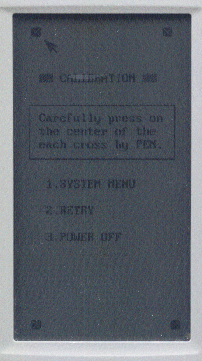 CALIBRATION
Carefully press on
the center of the
each cross by PEN.
1.SYSTEM MENU
2.RETRY
3.POWER OFF